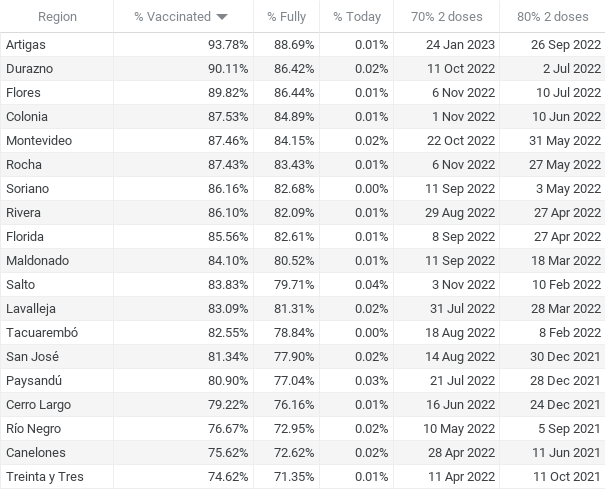 Region % Vaccinated % Fully % Today 70% 2 doses 80% 2 doses
Artigas 93.78% 88.69% 0.01% 24 Jan 2023 26 Sep 2022
Durazno 90.11% 86.42% 0.02% 11 Oct 2022 2 Jul 2022
Flores 89.82% 86.44% 0.01% 6 Nov 2022 10 Jul 2022
Colonia 87.53% 84.89% 0.01% 1 Nov 2022 10 Jun 2022
Montevideo 87.46% 84.15% 0.02% 22 Oct 2022 31 May 2022
Rocha 87.43% 83.43% 0.01% 6 Nov 2022 27 May 2022
Soriano 86.16% 82.68% 0.00% 11 Sep 2022 3 May 2022
Rivera 86.10% 82.09% 0.01% 29 Aug 2022 27 Apr 2022
Florida 85.56% 82.61% 0.01% 8 Sep 2022 27 Apr 2022
Maldonado 84.10% 80.52% 0.01% 11 Sep 2022 18 Mar 2022
Salto 83.83% 79.71% 0.04% 3 Nov 2022 10 Feb 2022
Lavalleja 83.09% 81.31% 0.02% 31 Jul 2022 28 Mar 2022
Tacuarembó 82.55% 78.84% 0.00% 18 Aug 2022 8 Feb 2022
San José 81.34% 77.90% 0.02% 14 Aug 2022 30 Dec 2021
Paysandú 80.90% 77.04% 0.03% 21 Jul 2022 28 Dec 2021
Cerro Largo 79.22% 76.16% 0.01% 16 Jun 2022 24 Dec 2021
Río Negro 76.67% 72.95% 0.02% 10 May 2022 5 Sep 2021
Canelones 75.62% 72.62% 0.02% 28 Apr 2022 11 Jun 2021
Treinta y Tres 74.62% 71.35% 0.01% 11 Apr 2022 11 Oct 2021